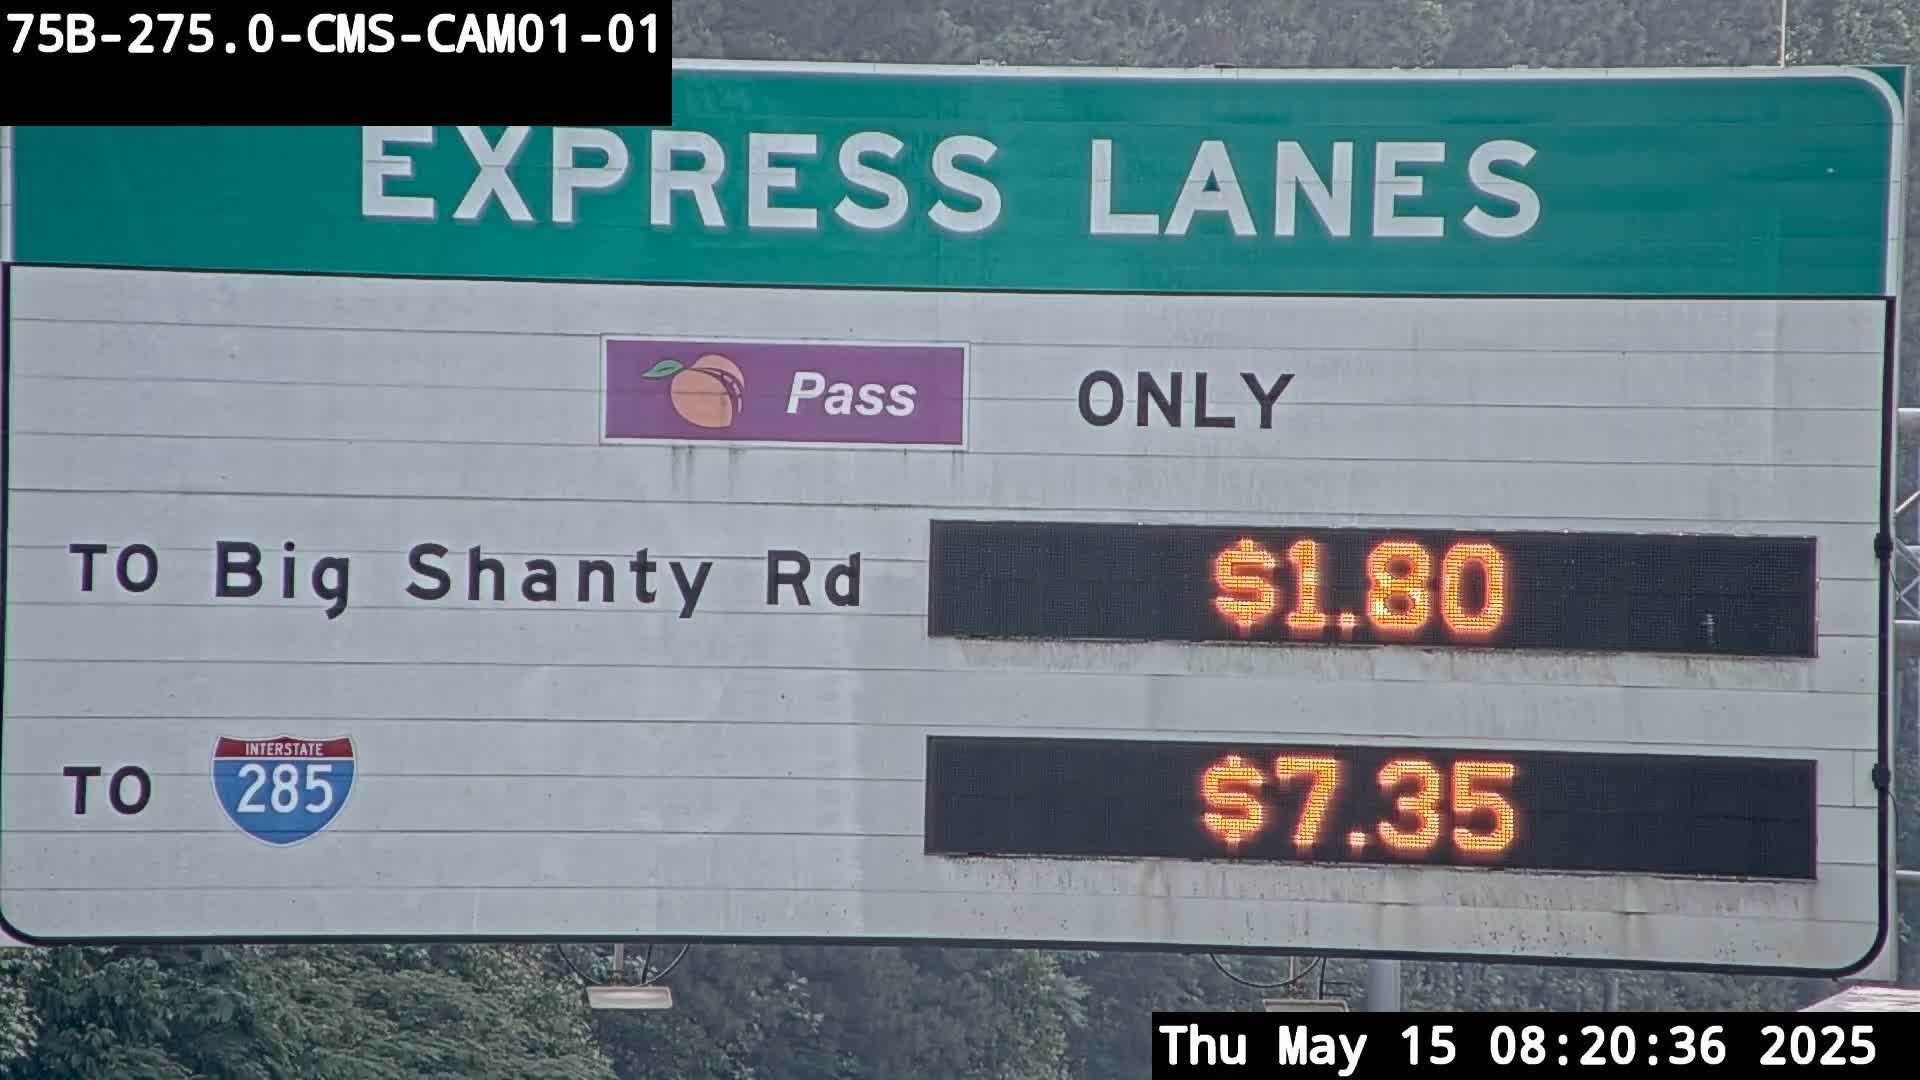 75B-275.0-CMS-CAM01-01
EXPRESS LANES
Pass ONLY
TO Big Shanty Rd $1.80
TO INTERSTATE 285 $7.35
Thu May 15 08:20:36 2025